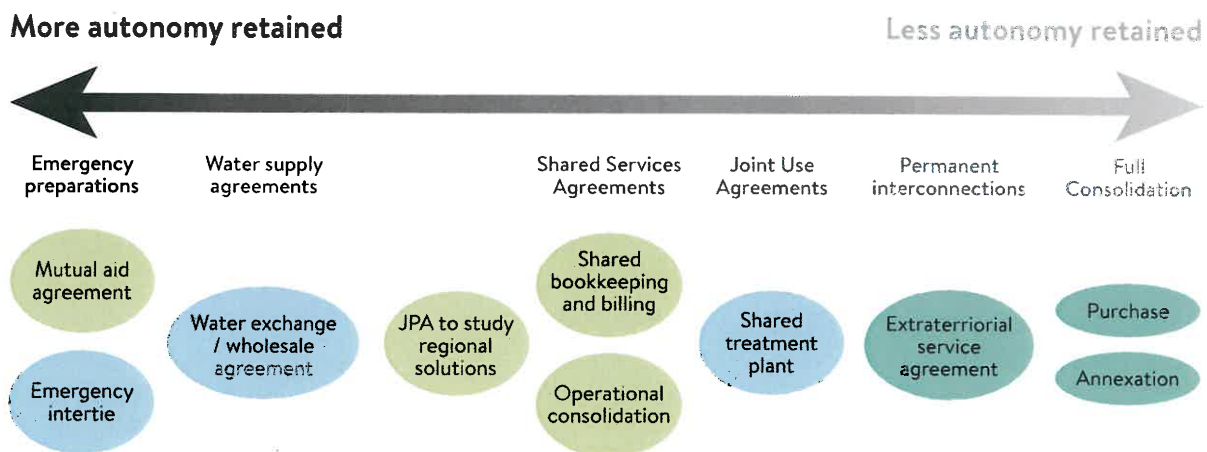 More autonomy retained
Less autonomy retained
Emergency
preparations
Water supply
agreements
Shared Services
Agreements
Joint Use
Agreements
Permanent
interconnections
Full
Consolidation
Mutual aid
agreement
Emergency
intertie
Water exchange
/ wholesale
agreement
JPA to study
regional
solutions
Shared
bookkeeping
and billing
Operational
consolidation
Shared
treatment
plant
Extraterriorial
service
agreement
Purchase
Annexation